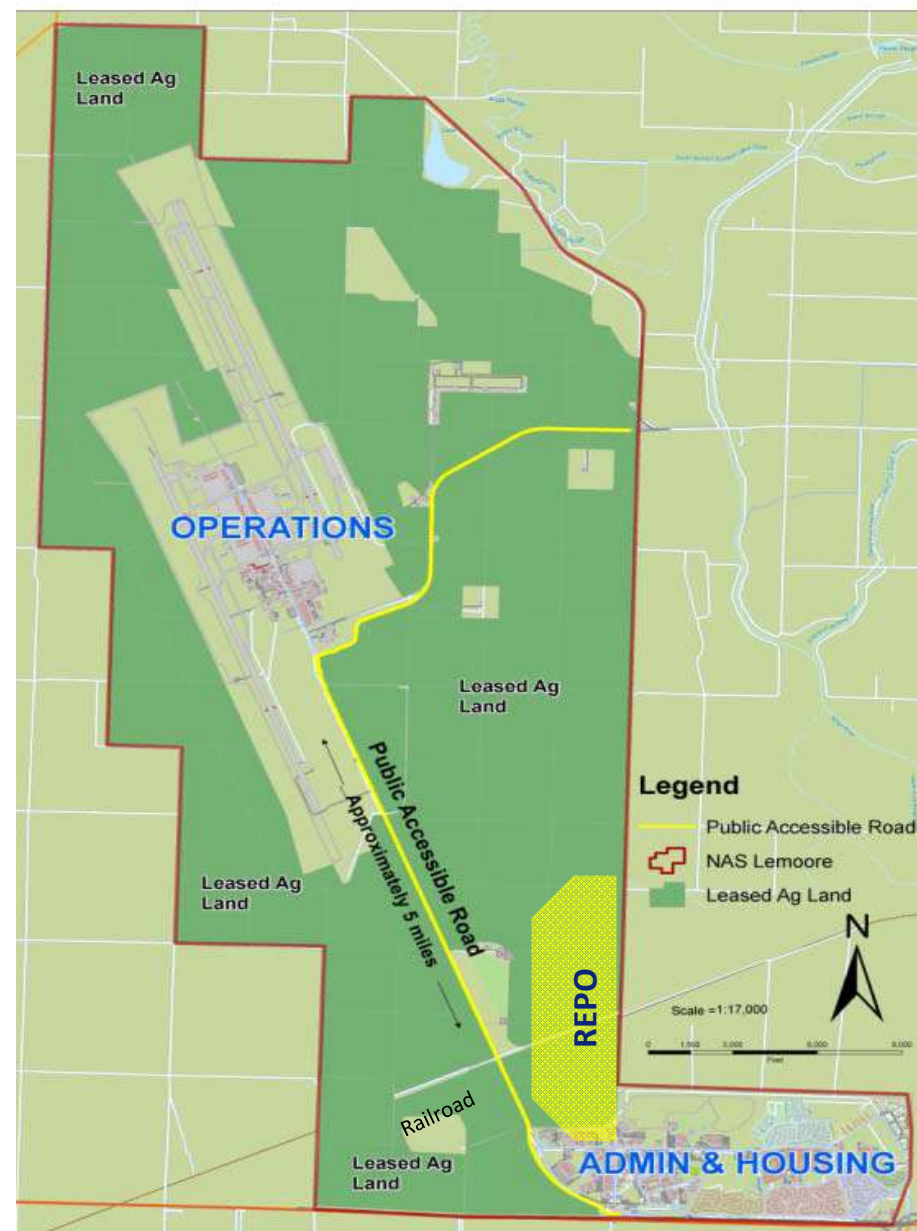 Leased Ag
Land
OPERATIONS
Leased Ag
Land
Public Accessible Road
Approximately 5 miles
Leased Ag
Land
Legend
Public Accessible Road
NAS Lemoore
Leased Ag Land
N
Scale =1:17,000
Feet
REPO
Railroad
Leased Ag
Land
ADMIN & HOUSING